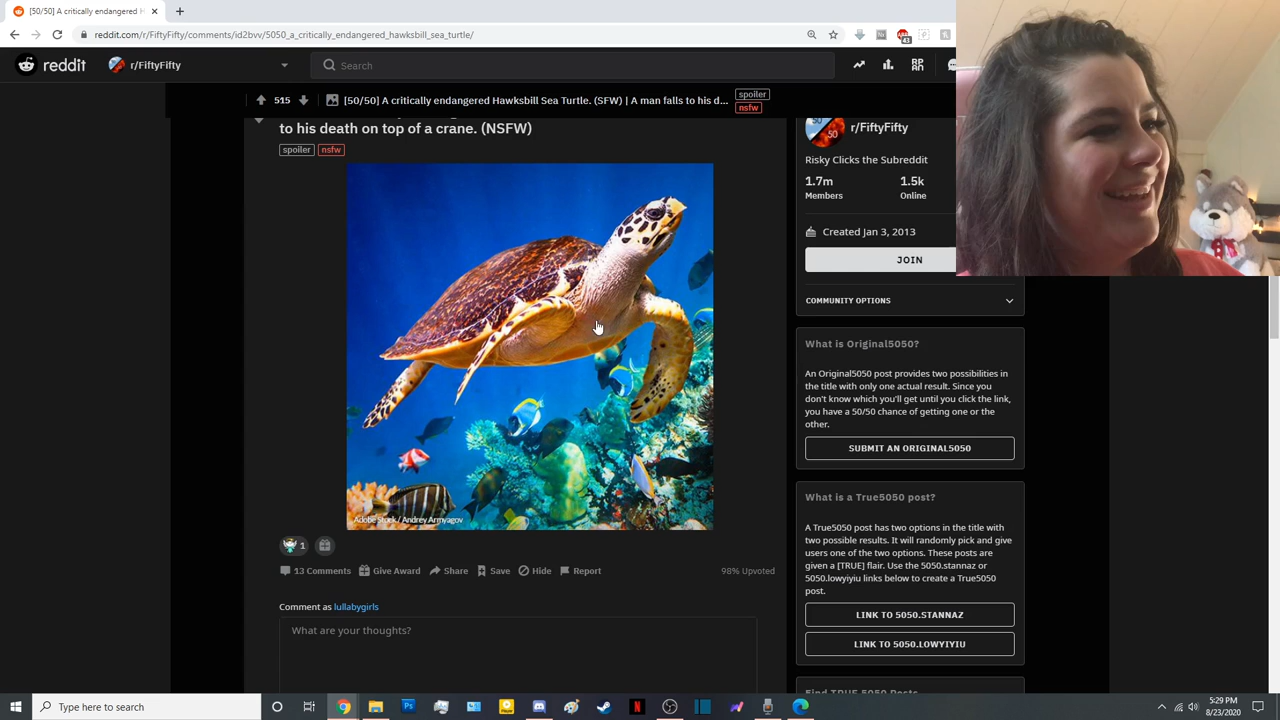 [50/50] A critically endangered H
reddit.com/r/FiftyFifty/comments/id2bvv/5050_a_critically_endangered_hawksbill_sea_turtle/
43
reddit
r/FiftyFifty
Search
515
[50/50] A critically endangered Hawksbill Sea Turtle. (SFW) | A man falls to his d...
spoiler
nsfw
to his death on top of a crane. (NSFW)
spoiler
nsfw
Adobe Stock / Andrey Armyagov
1
13 Comments
Give Award
Share
Save
Hide
Report
98% Upvoted
Comment as lullabygirls
What are your thoughts?
50
r/FiftyFifty
Risky Clicks the Subreddit
1.7m
1.5k
Members
Online
Created Jan 3, 2013
JOIN
COMMUNITY OPTIONS
What is Original5050?
An Original5050 post provides two possibilities in
the title with only one actual result. Since you
don't know which you'll get until you click the link,
you have a 50/50 chance of getting one or the
other.
SUBMIT AN ORIGINAL5050
What is a True5050 post?
A True5050 post has two options in the title with
two possible results. It will randomly pick and give
users one of the two options. These posts are
given a [TRUE] flair. Use the 5050.stannaz or
5050.lowyiyiu links below to create a True5050
post.
LINK TO 5050.STANNAZ
LINK TO 5050.LOWYIYIU
Find TRUE 5050 Posts
Type here to search
5:29 PM
8/23/2020